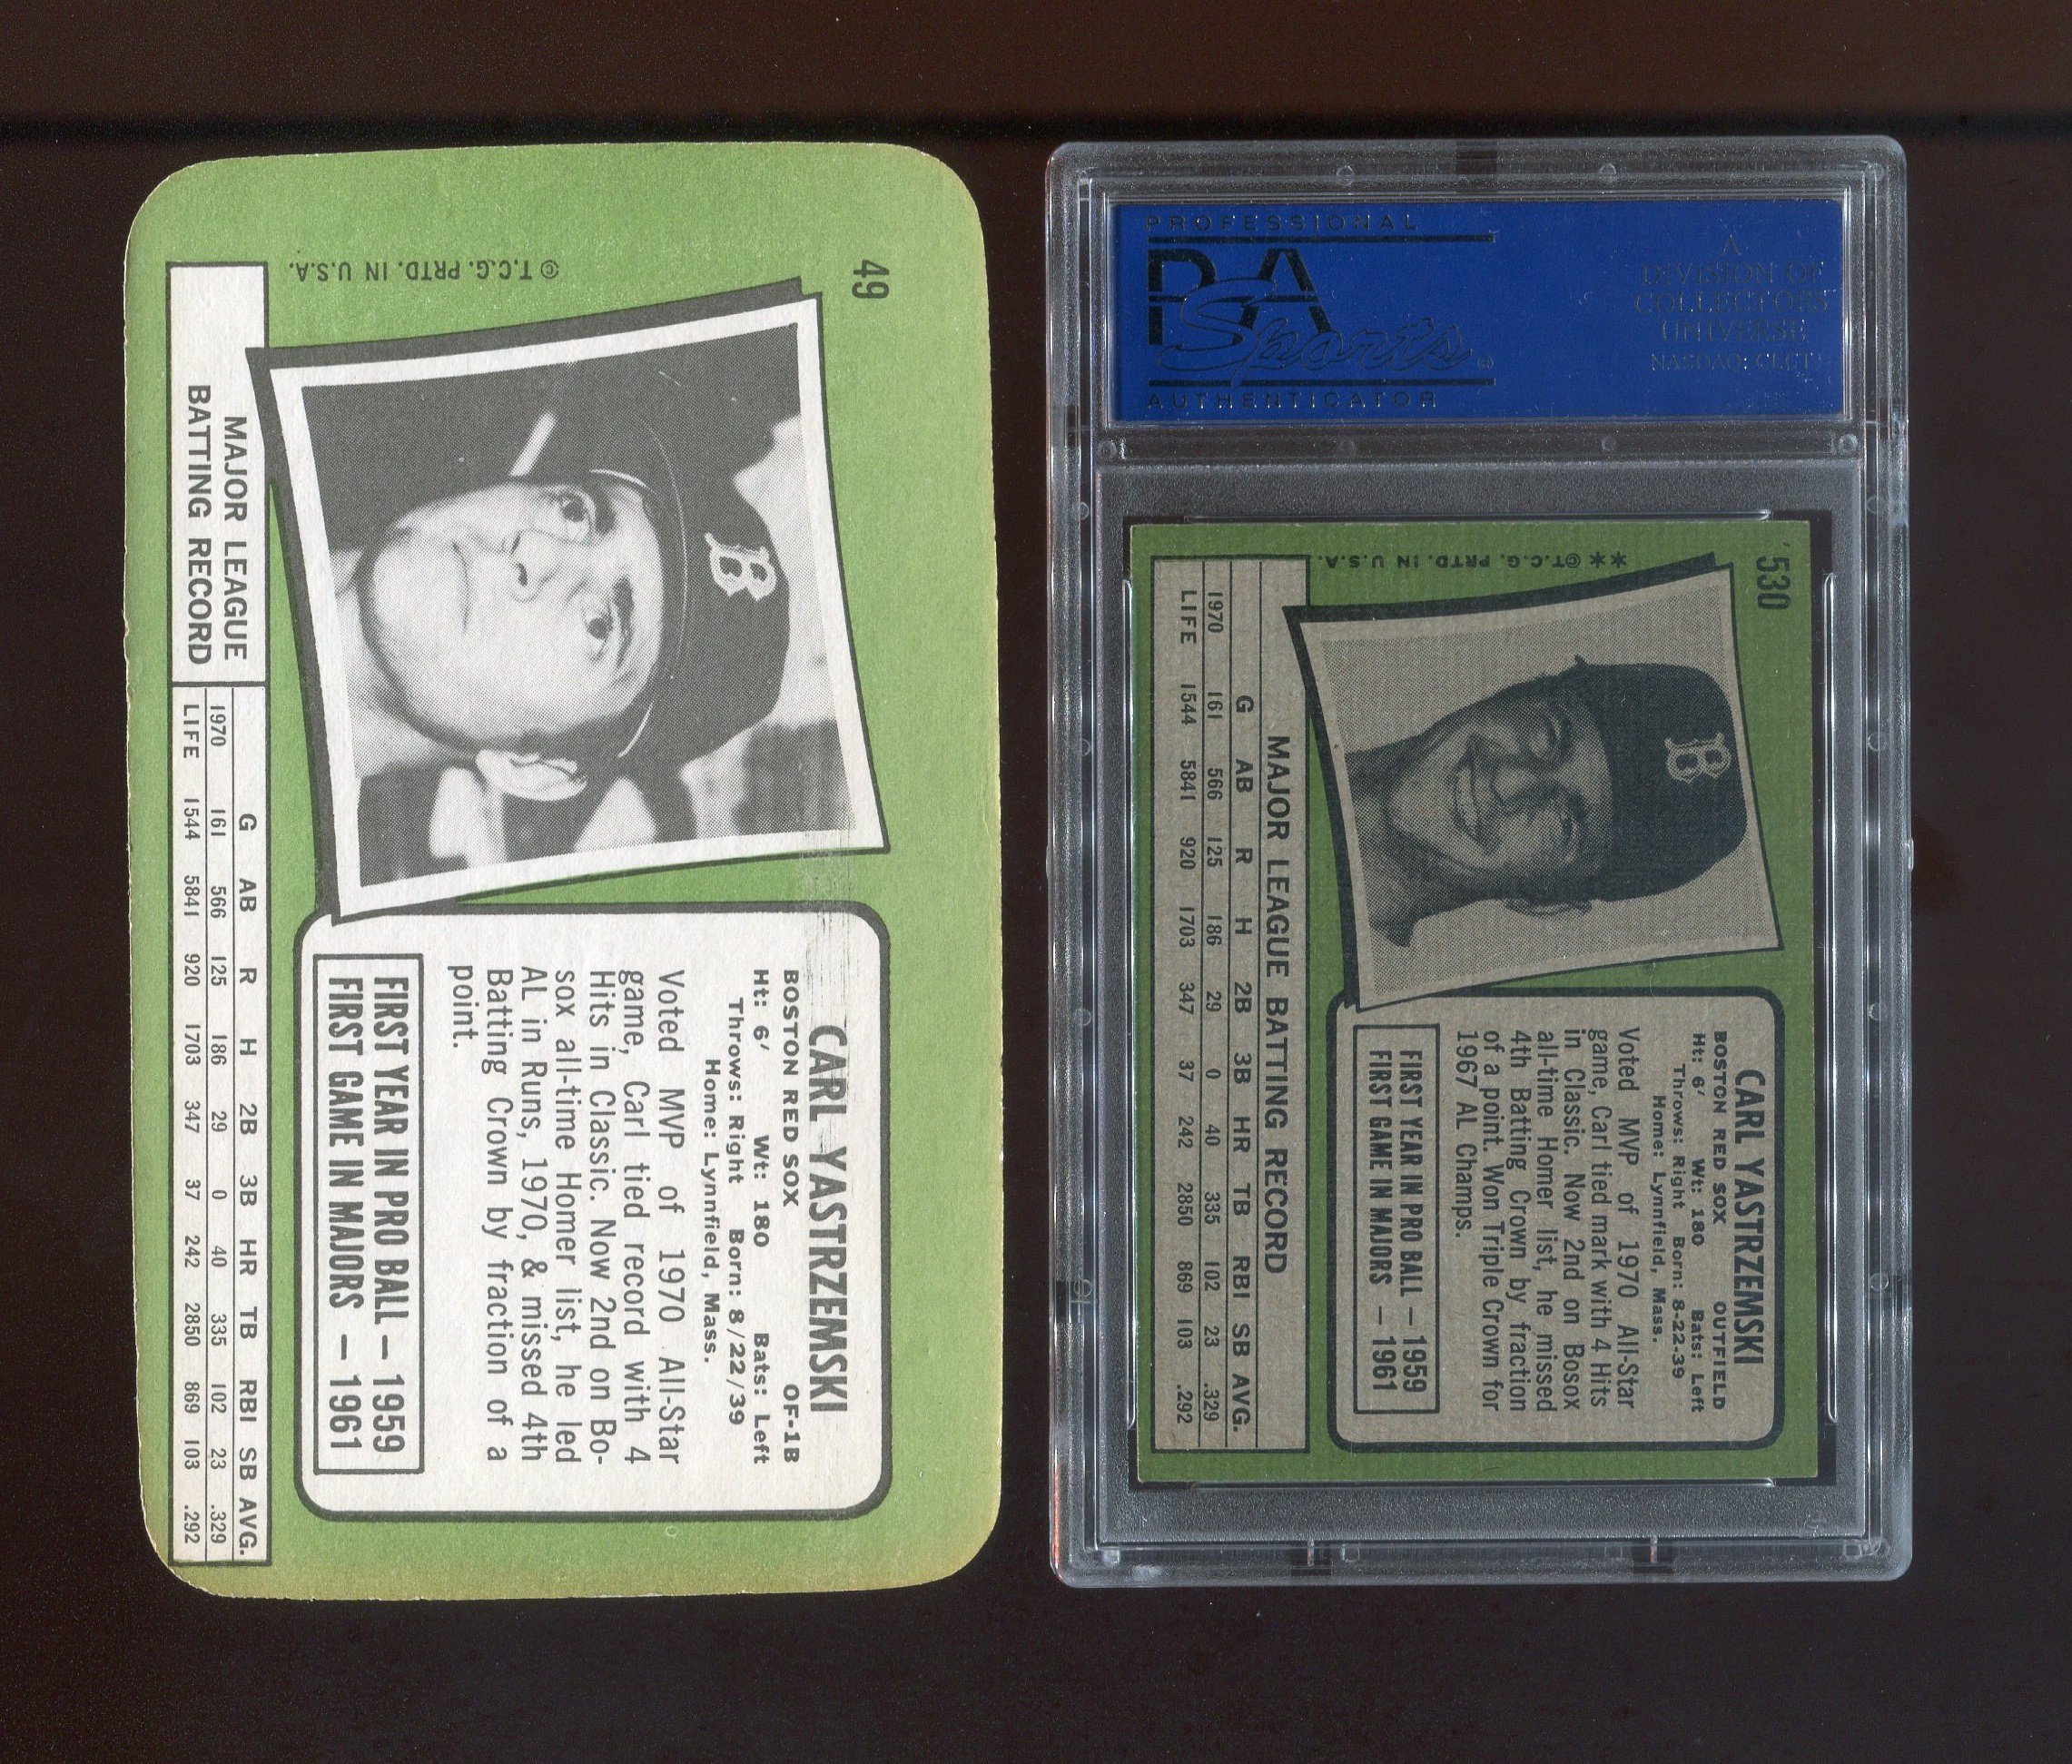 49
© T.C.G. PRTD. IN U.S.A.
CARL YASTRZEMSKI
BOSTON RED SOX OF-1B
Ht: 6' Wt: 180 Bats: Left
Throws: Right Born: 8/22/39
Home: Lynnfield, Mass.
Voted MVP of 1970 All-Star
game, Carl tied record with 4
Hits in Classic. Now 2nd on Bo-
sox all-time Homer list, he led
AL in Runs, 1970, & missed 4th
Batting Crown by fraction of a
point.
FIRST YEAR IN PRO BALL — 1959
FIRST GAME IN MAJORS — 1961
MAJOR LEAGUE
BATTING RECORD
G AB R H 2B 3B HR TB RBI SB AVG.
1970 161 566 125 186 29 0 40 335 102 23 .329
LIFE 1544 5841 920 1703 347 37 242 2850 869 103 .292
PROFESSIONAL
PSA
Sports®
AUTHENTICATOR
A
DIVISION OF
COLLECTORS
UNIVERSE
NASDAQ: CLCT
530
** © T.C.G. PRTD. IN U.S.A.
CARL YASTRZEMSKI
BOSTON RED SOX OUTFIELD
Ht: 6' Wt: 180 Bats: Left
Throws: Right Born: 8-22-39
Home: Lynnfield, Mass.
Voted MVP of 1970 All-Star
game, Carl tied mark with 4 Hits
in Classic. Now 2nd on Bosox
all-time Homer list, he missed
4th Batting Crown by fraction
of a point. Won Triple Crown for
1967 AL Champs.
FIRST YEAR IN PRO BALL — 1959
FIRST GAME IN MAJORS — 1961
MAJOR LEAGUE BATTING RECORD
G AB R H 2B 3B HR TB RBI SB AVG.
1970 161 566 125 186 29 0 40 335 102 23 .329
LIFE 1544 5841 920 1703 347 37 242 2850 869 103 .292
B
B